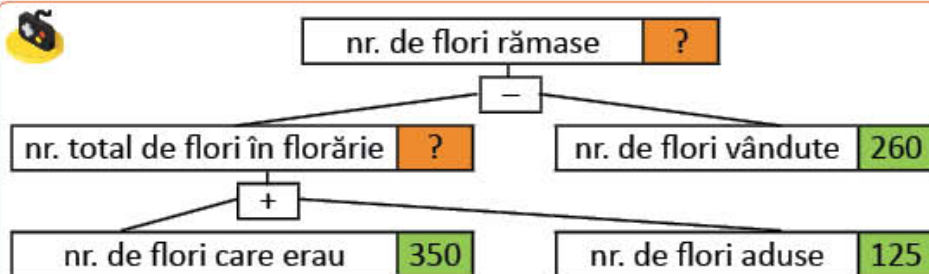 nr. de flori rămase ?
–
nr. total de flori în florărie ? nr. de flori vândute 260
+
nr. de flori care erau 350 nr. de flori aduse 125